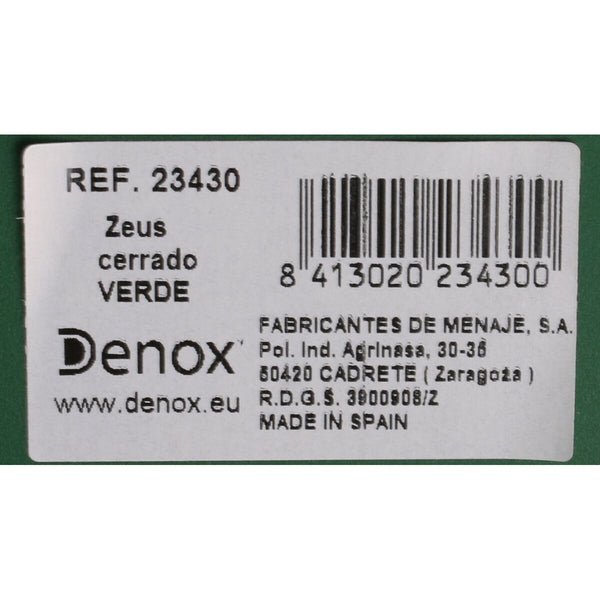 REF. 23430
Zeus
cerrado
VERDE
Denox
www.denox.eu
8 413020 234300
FABRICANTES DE MENAJE, S.A.
Pol. Ind. Agrinasa, 30-36
50420 CADRETE ( Zaragoza )
R.D.G.S. 3900908/Z
MADE IN SPAIN